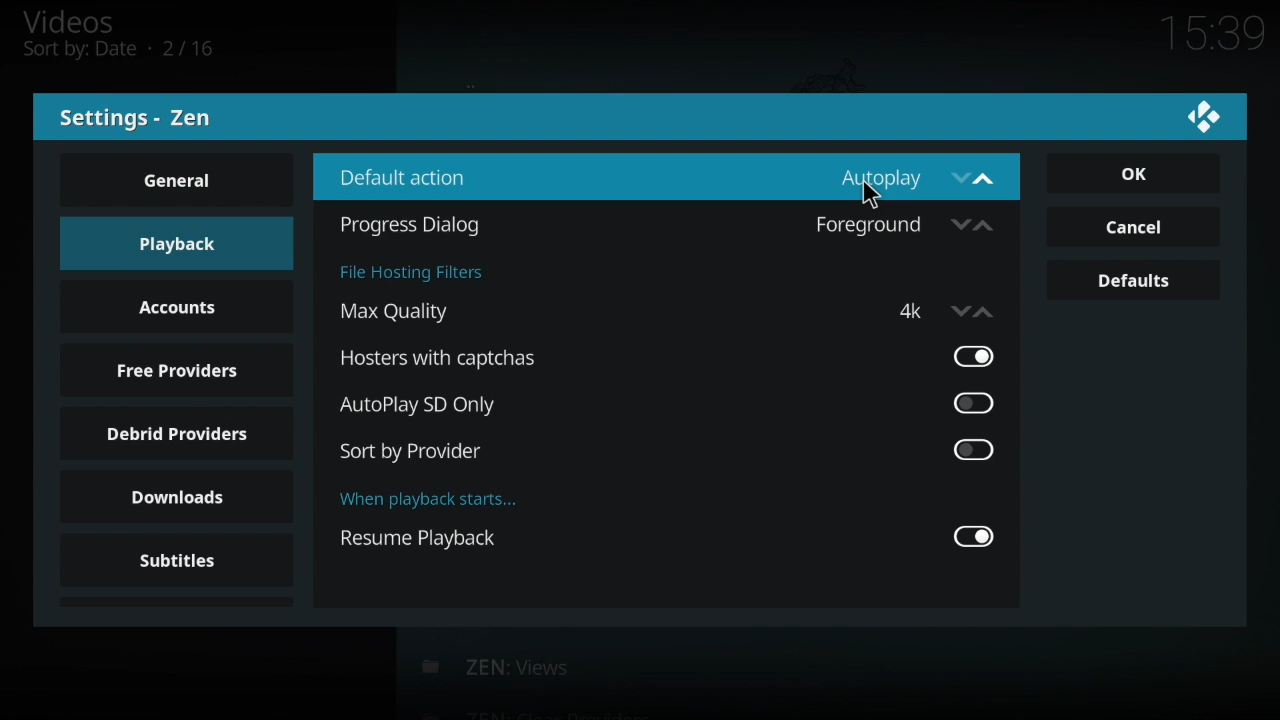 Videos
Sort by: Date · 2 / 16
15:39
..
Settings - Zen
General
Playback
Accounts
Free Providers
Debrid Providers
Downloads
Subtitles
Default action Autoplay
Progress Dialog Foreground
File Hosting Filters
Max Quality 4k
Hosters with captchas
AutoPlay SD Only
Sort by Provider
When playback starts...
Resume Playback
OK
Cancel
Defaults
ZEN: Views